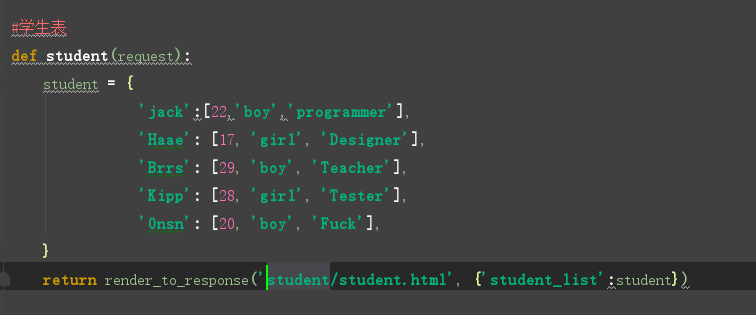 #学生表
def student(request):
student = {
'jack':[22,'boy','programmer'],
'Haae': [17, 'girl', 'Designer'],
'Brrs': [29, 'boy', 'Teacher'],
'Kipp': [28, 'girl', 'Tester'],
'Onsn': [20, 'boy', 'Fuck'],
}
return render_to_response('student/student.html', {'student_list':student})